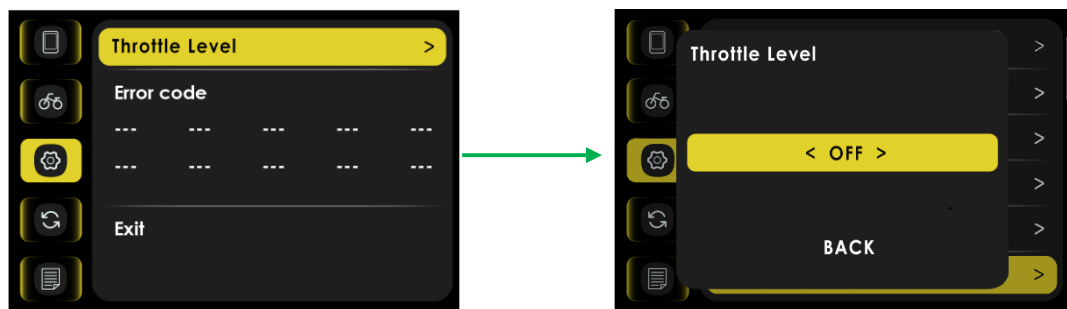 Throttle Level >
Error code
--- --- --- --- ---
--- --- --- --- ---
Exit
Throttle Level
< OFF >
BACK
>
>
>
>
>
>